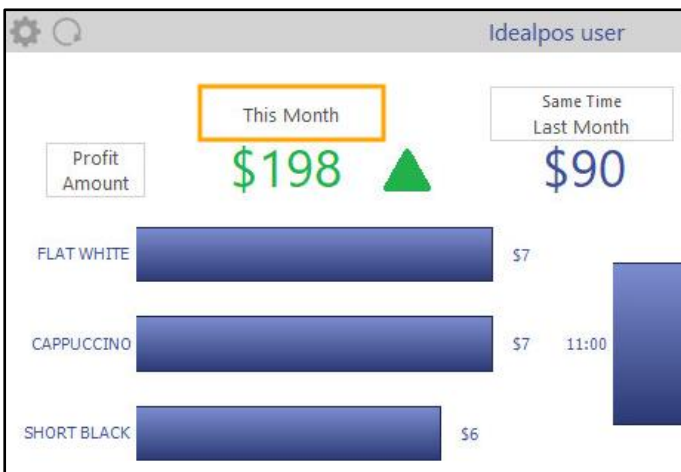 Idealpos user
This Month
Same Time
Last Month
Profit
Amount
$198
$90
FLAT WHITE
$7
CAPPUCCINO
$7
11:00
SHORT BLACK
$6